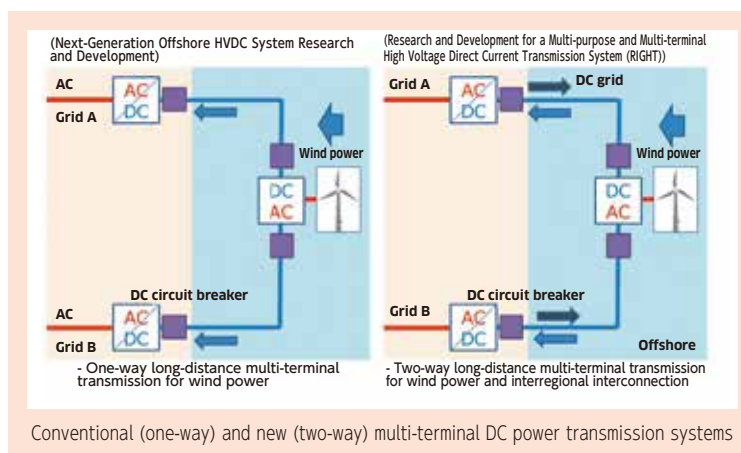 (Next-Generation Offshore HVDC System Research
and Development)
AC
Grid A
AC
DC
Wind power
DC
AC
DC circuit breaker
AC
Grid B
AC
DC
- One-way long-distance multi-terminal
transmission for wind power
(Research and Development for a Multi-purpose and Multi-terminal
High Voltage Direct Current Transmission System (RIGHT))
Grid A
AC
DC
DC grid
Wind power
DC
AC
Grid B
DC circuit breaker
AC
DC
Offshore
- Two-way long-distance multi-terminal transmission
for wind power and interregional interconnection
Conventional (one-way) and new (two-way) multi-terminal DC power transmission systems